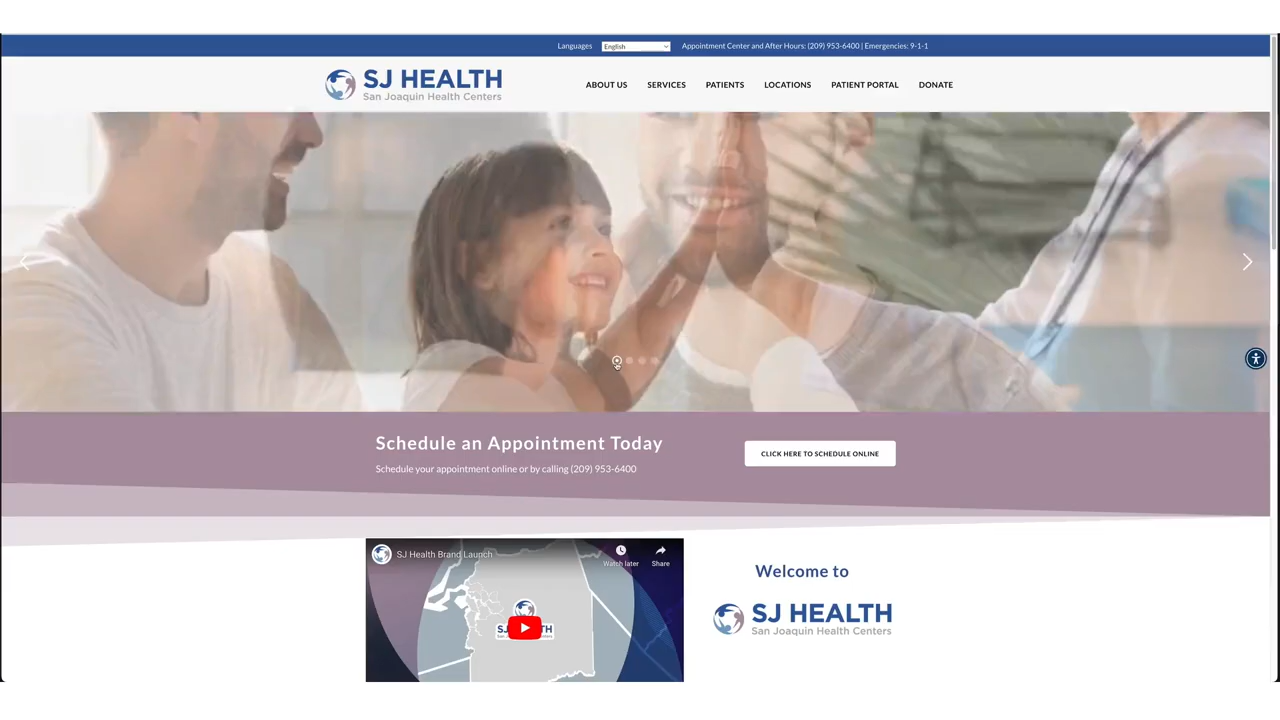 Languages English Appointment Center and After Hours: (209) 953-6400 | Emergencies: 9-1-1
SJ HEALTH
San Joaquin Health Centers
ABOUT US SERVICES PATIENTS LOCATIONS PATIENT PORTAL DONATE
Schedule an Appointment Today
Schedule your appointment online or by calling (209) 953-6400
CLICK HERE TO SCHEDULE ONLINE
SJ Health Brand Launch
Watch later
Share
Welcome to
SJ HEALTH
San Joaquin Health Centers